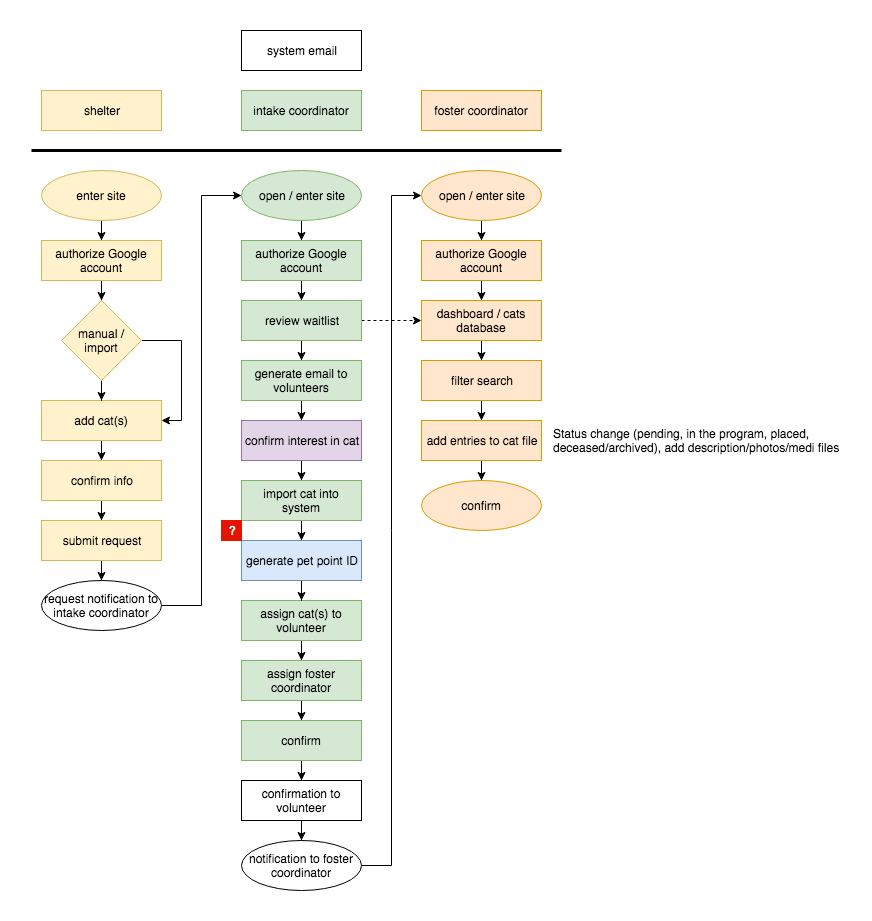 system email
shelter
intake coordinator
foster coordinator
enter site
authorize Google
account
manual /
import
add cat(s)
confirm info
submit request
request notification to
intake coordinator
open / enter site
authorize Google
account
review waitlist
generate email to
volunteers
confirm interest in cat
import cat into
system
?
generate pet point ID
assign cat(s) to
volunteer
assign foster
coordinator
confirm
confirmation to
volunteer
notification to foster
coordinator
open / enter site
authorize Google
account
dashboard / cats
database
filter search
add entries to cat file
Status change (pending, in the program, placed,
deceased/archived), add description/photos/medi files
confirm